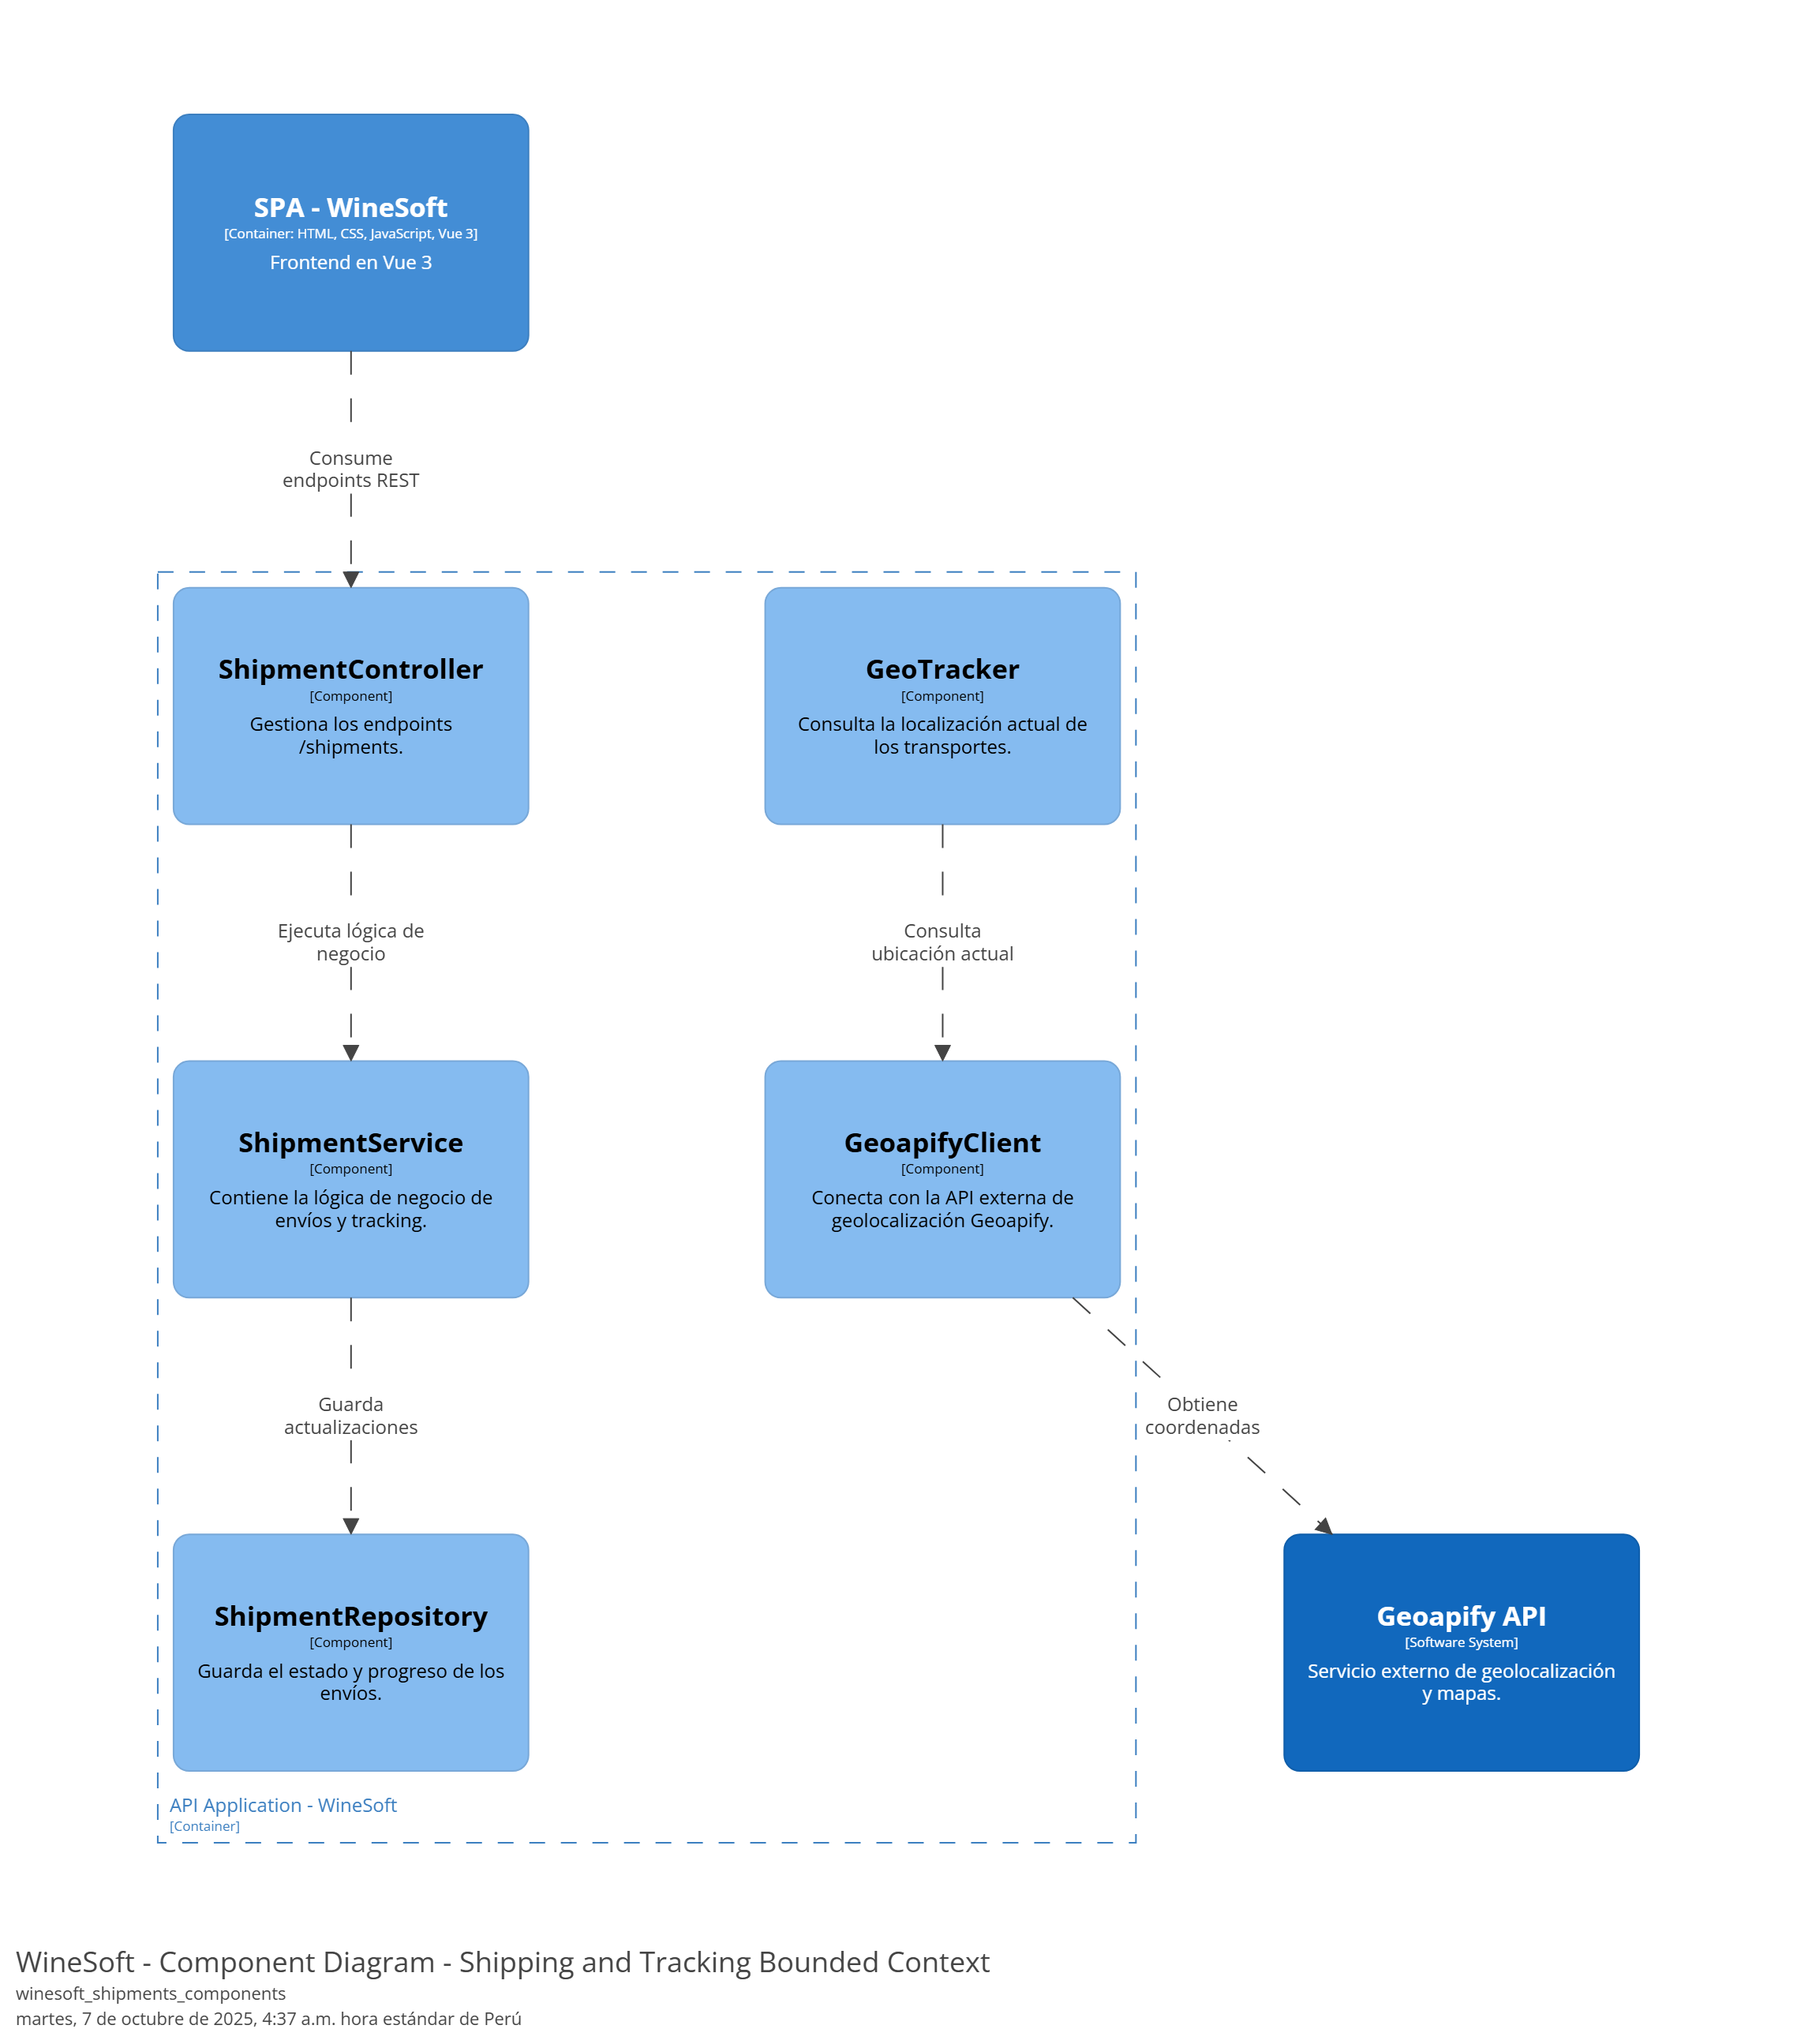 SPA - WineSoft
[Container: HTML, CSS, JavaScript, Vue 3]
Frontend en Vue 3
Consume
endpoints REST
ShipmentController
[Component]
Gestiona los endpoints
/shipments.
GeoTracker
[Component]
Consulta la localización actual de
los transportes.
Ejecuta lógica de
negocio
Consulta
ubicación actual
ShipmentService
[Component]
Contiene la lógica de negocio de
envíos y tracking.
GeoapifyClient
[Component]
Conecta con la API externa de
geolocalización Geoapify.
Guarda
actualizaciones
Obtiene
coordenadas
ShipmentRepository
[Component]
Guarda el estado y progreso de los
envíos.
Geoapify API
[Software System]
Servicio externo de geolocalización
y mapas.
API Application - WineSoft
[Container]
WineSoft - Component Diagram - Shipping and Tracking Bounded Context
winesoft_shipments_components
martes, 7 de octubre de 2025, 4:37 a.m. hora estándar de Perú